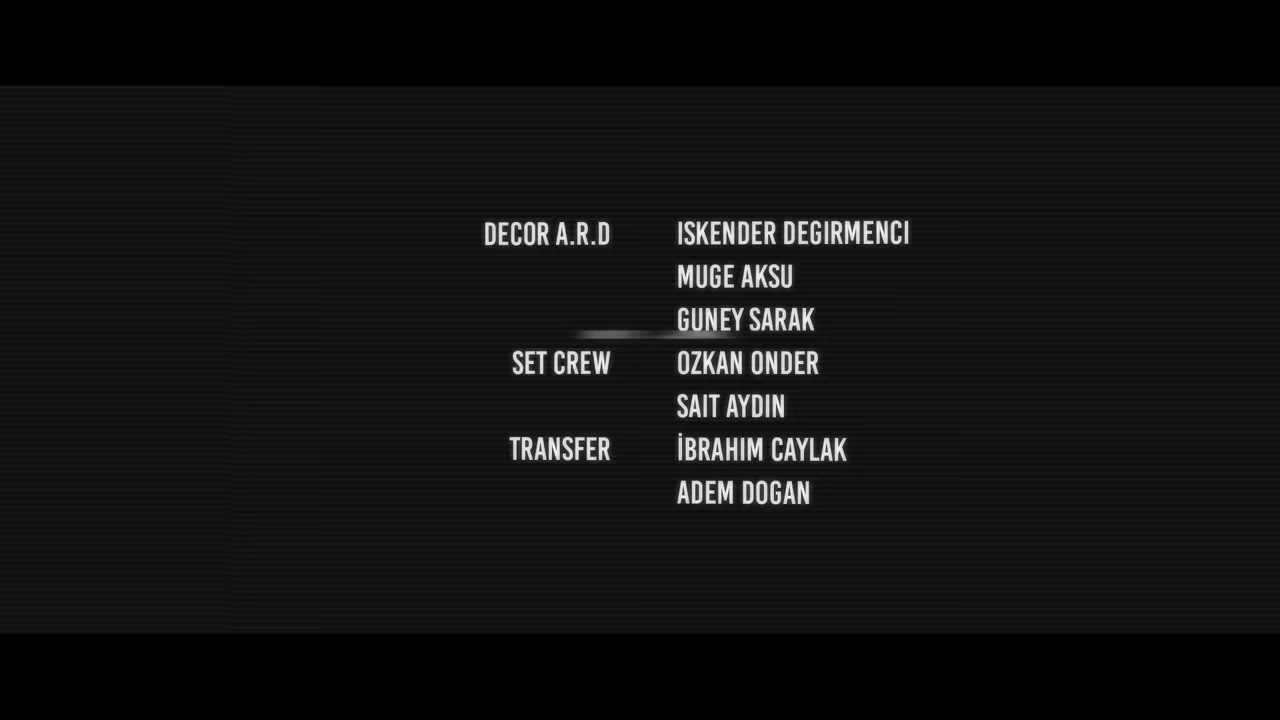 DECOR A.R.D ISKENDER DEGIRMENCI
MUGE AKSU
GUNEY SARAK
SET CREW OZKAN ONDER
SAIT AYDIN
TRANSFER İBRAHIM CAYLAK
ADEM DOGAN